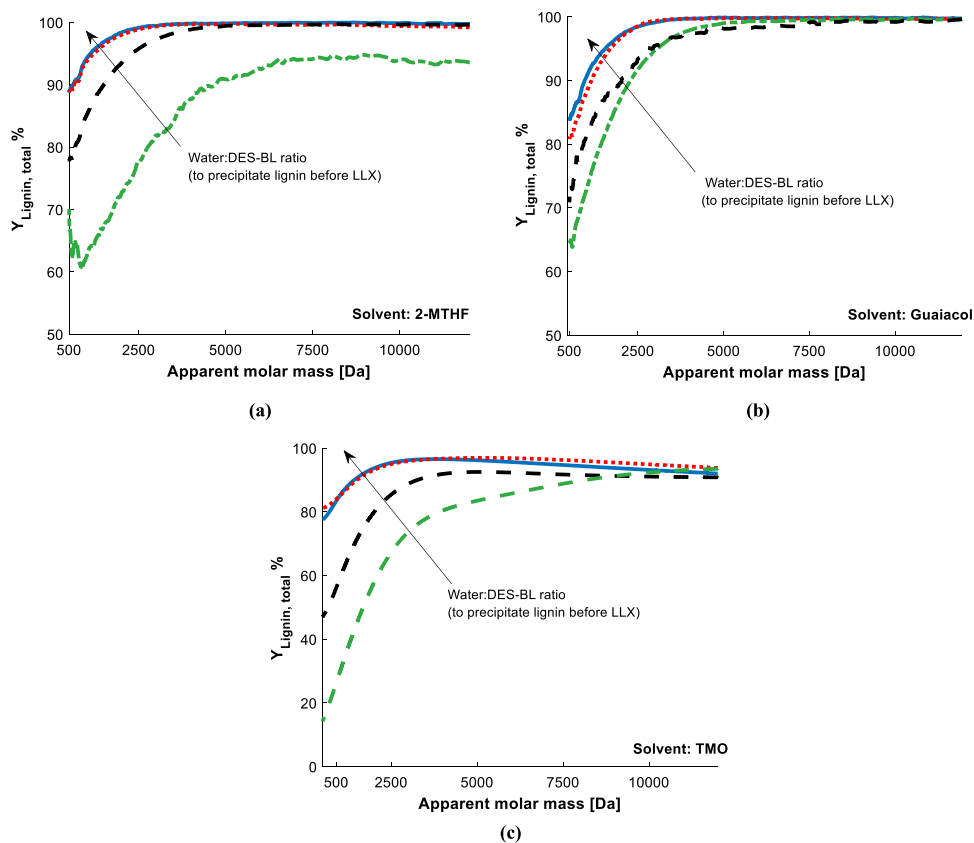 100
90
80
70
60
50
Y Lignin, total %
Water:DES-BL ratio
(to precipitate lignin before LLX)
Solvent: 2-MTHF
500 2500 5000 7500 10000
Apparent molar mass [Da]
(a)
100
90
80
70
60
50
Y Lignin, total %
Water:DES-BL ratio
(to precipitate lignin before LLX)
Solvent: Guaiacol
500 2500 5000 7500 10000
Apparent molar mass [Da]
(b)
100
80
60
40
20
0
Y Lignin, total %
Water:DES-BL ratio
(to precipitate lignin before LLX)
Solvent: TMO
500 2500 5000 7500 10000
Apparent molar mass [Da]
(c)